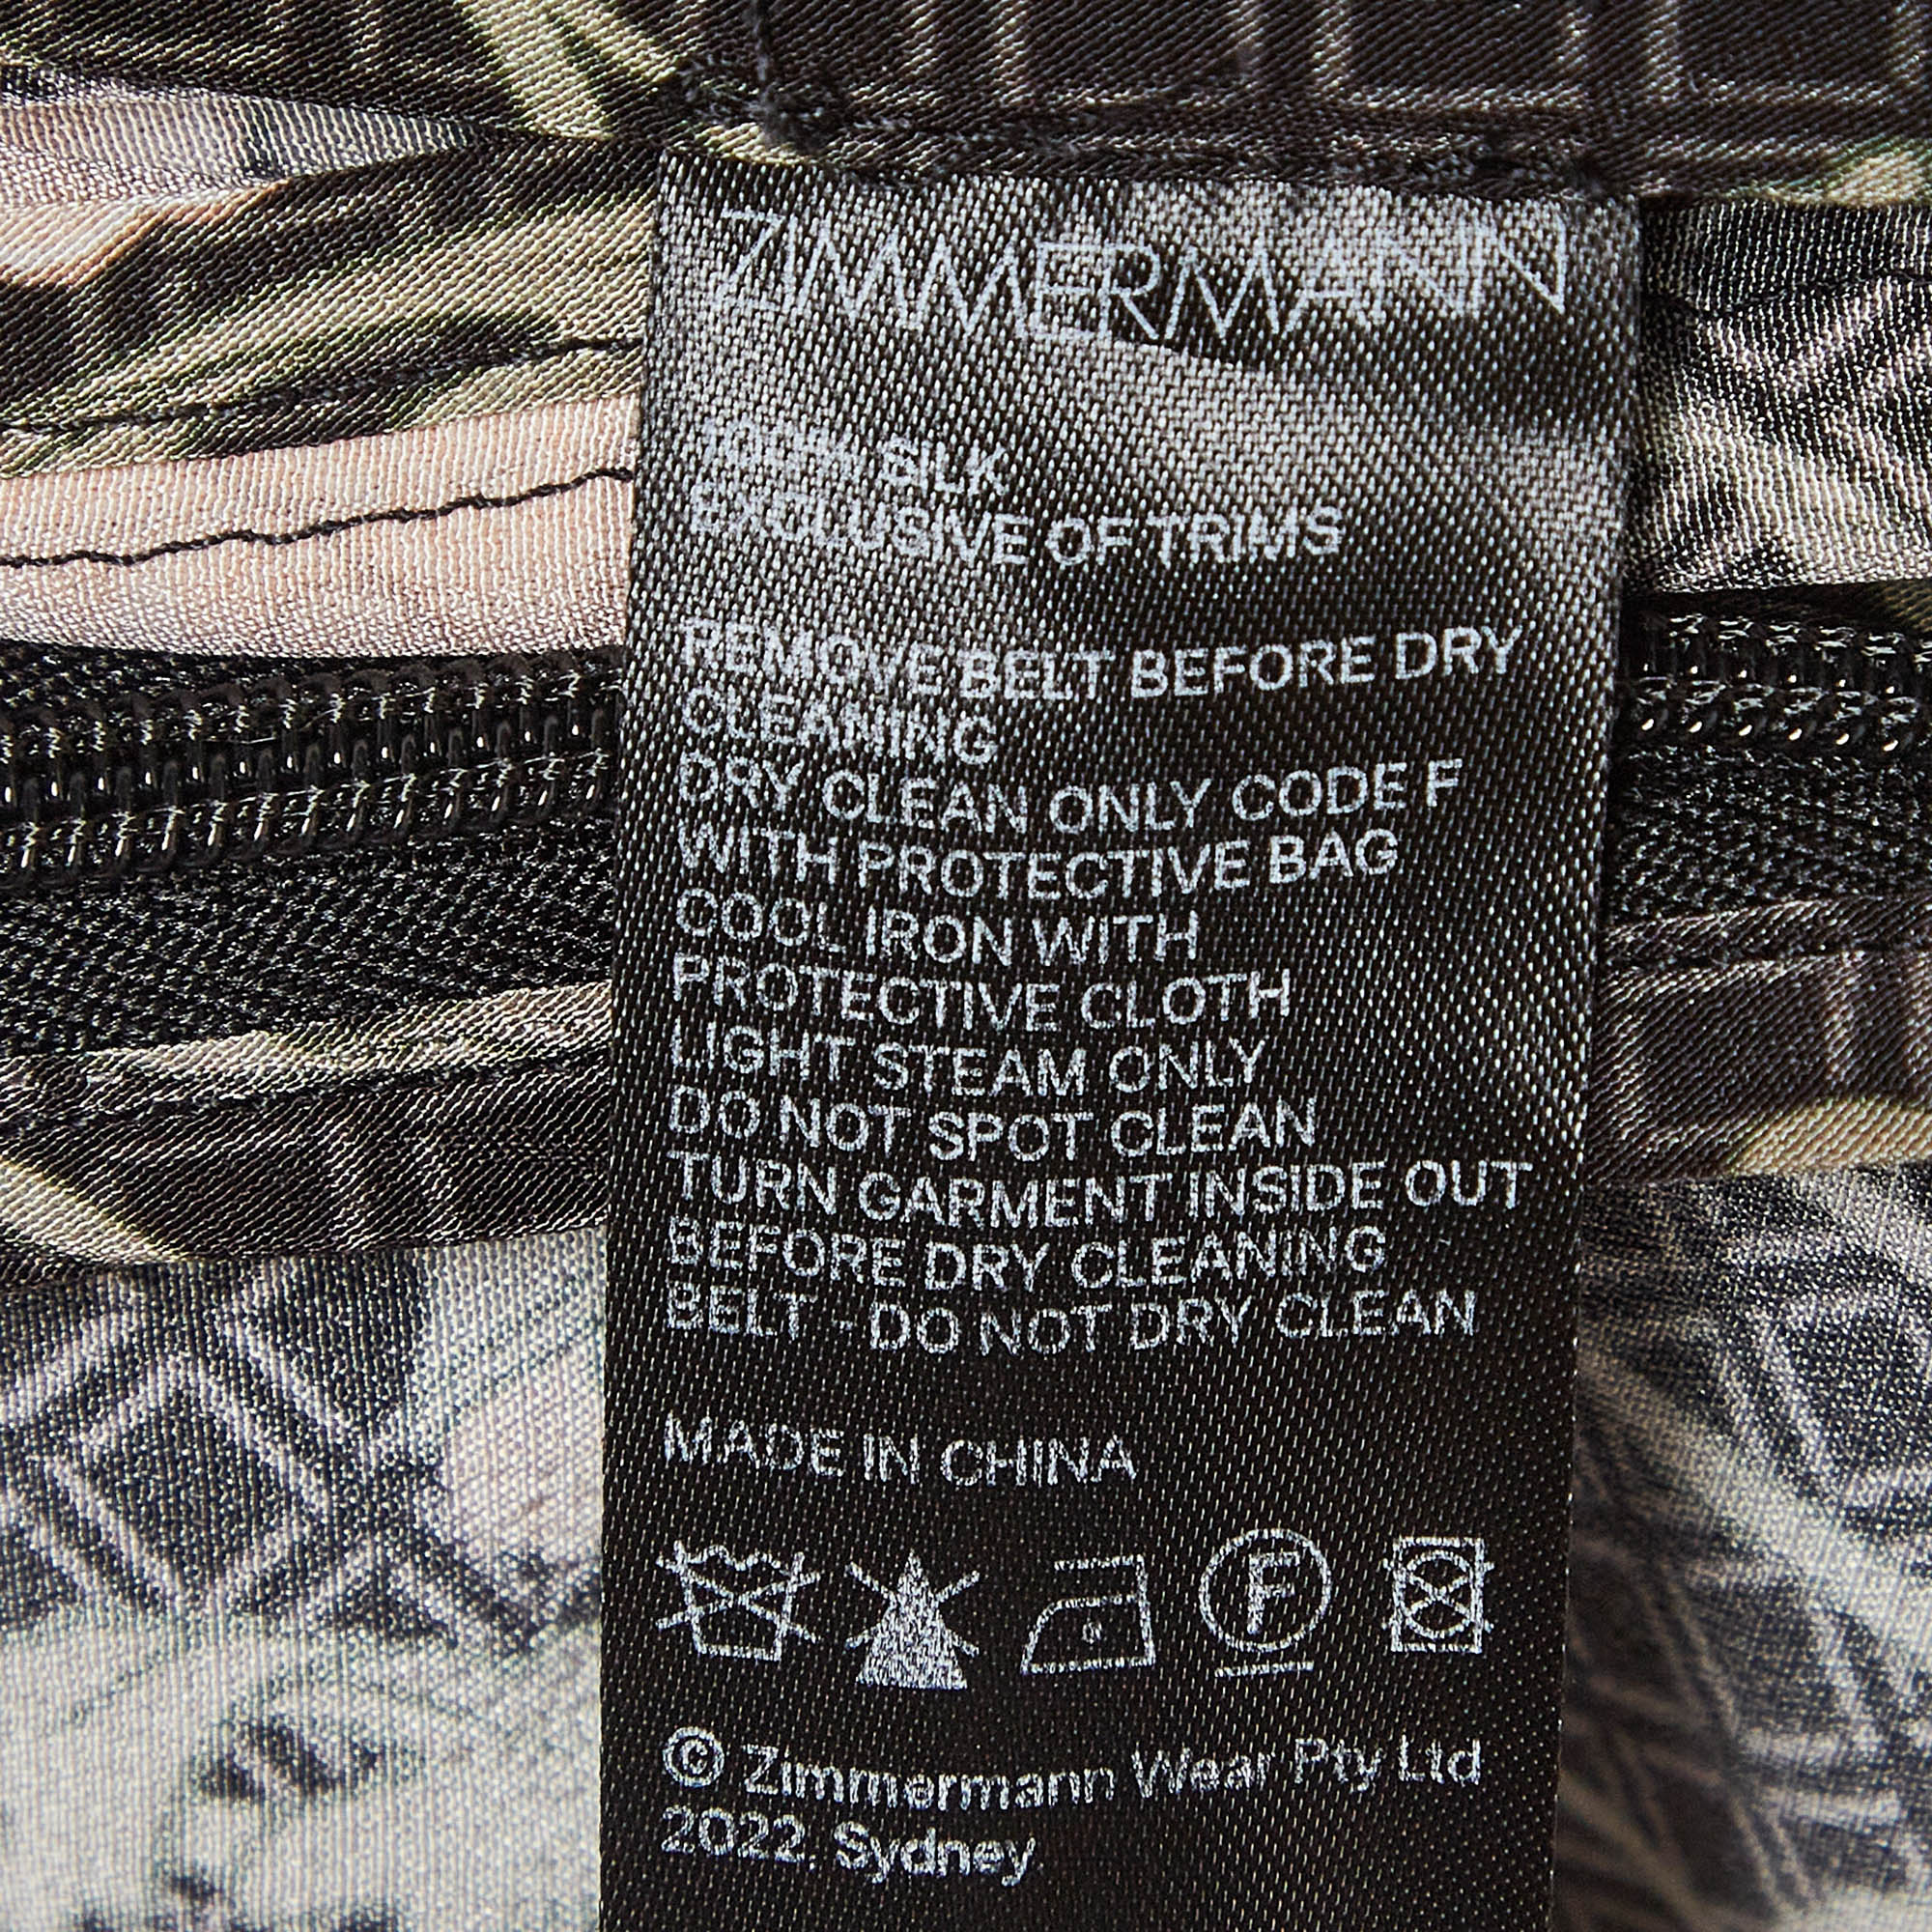 ZIMMERMANN
100% SILK
EXCLUSIVE OF TRIMS
REMOVE BELT BEFORE DRY
CLEANING
DRY CLEAN ONLY CODE F
WITH PROTECTIVE BAG
COOL IRON WITH
PROTECTIVE CLOTH
LIGHT STEAM ONLY
DO NOT SPOT CLEAN
TURN GARMENT INSIDE OUT
BEFORE DRY CLEANING
BELT - DO NOT DRY CLEAN
MADE IN CHINA
F
© Zimmermann Wear Pty Ltd
2022. Sydney